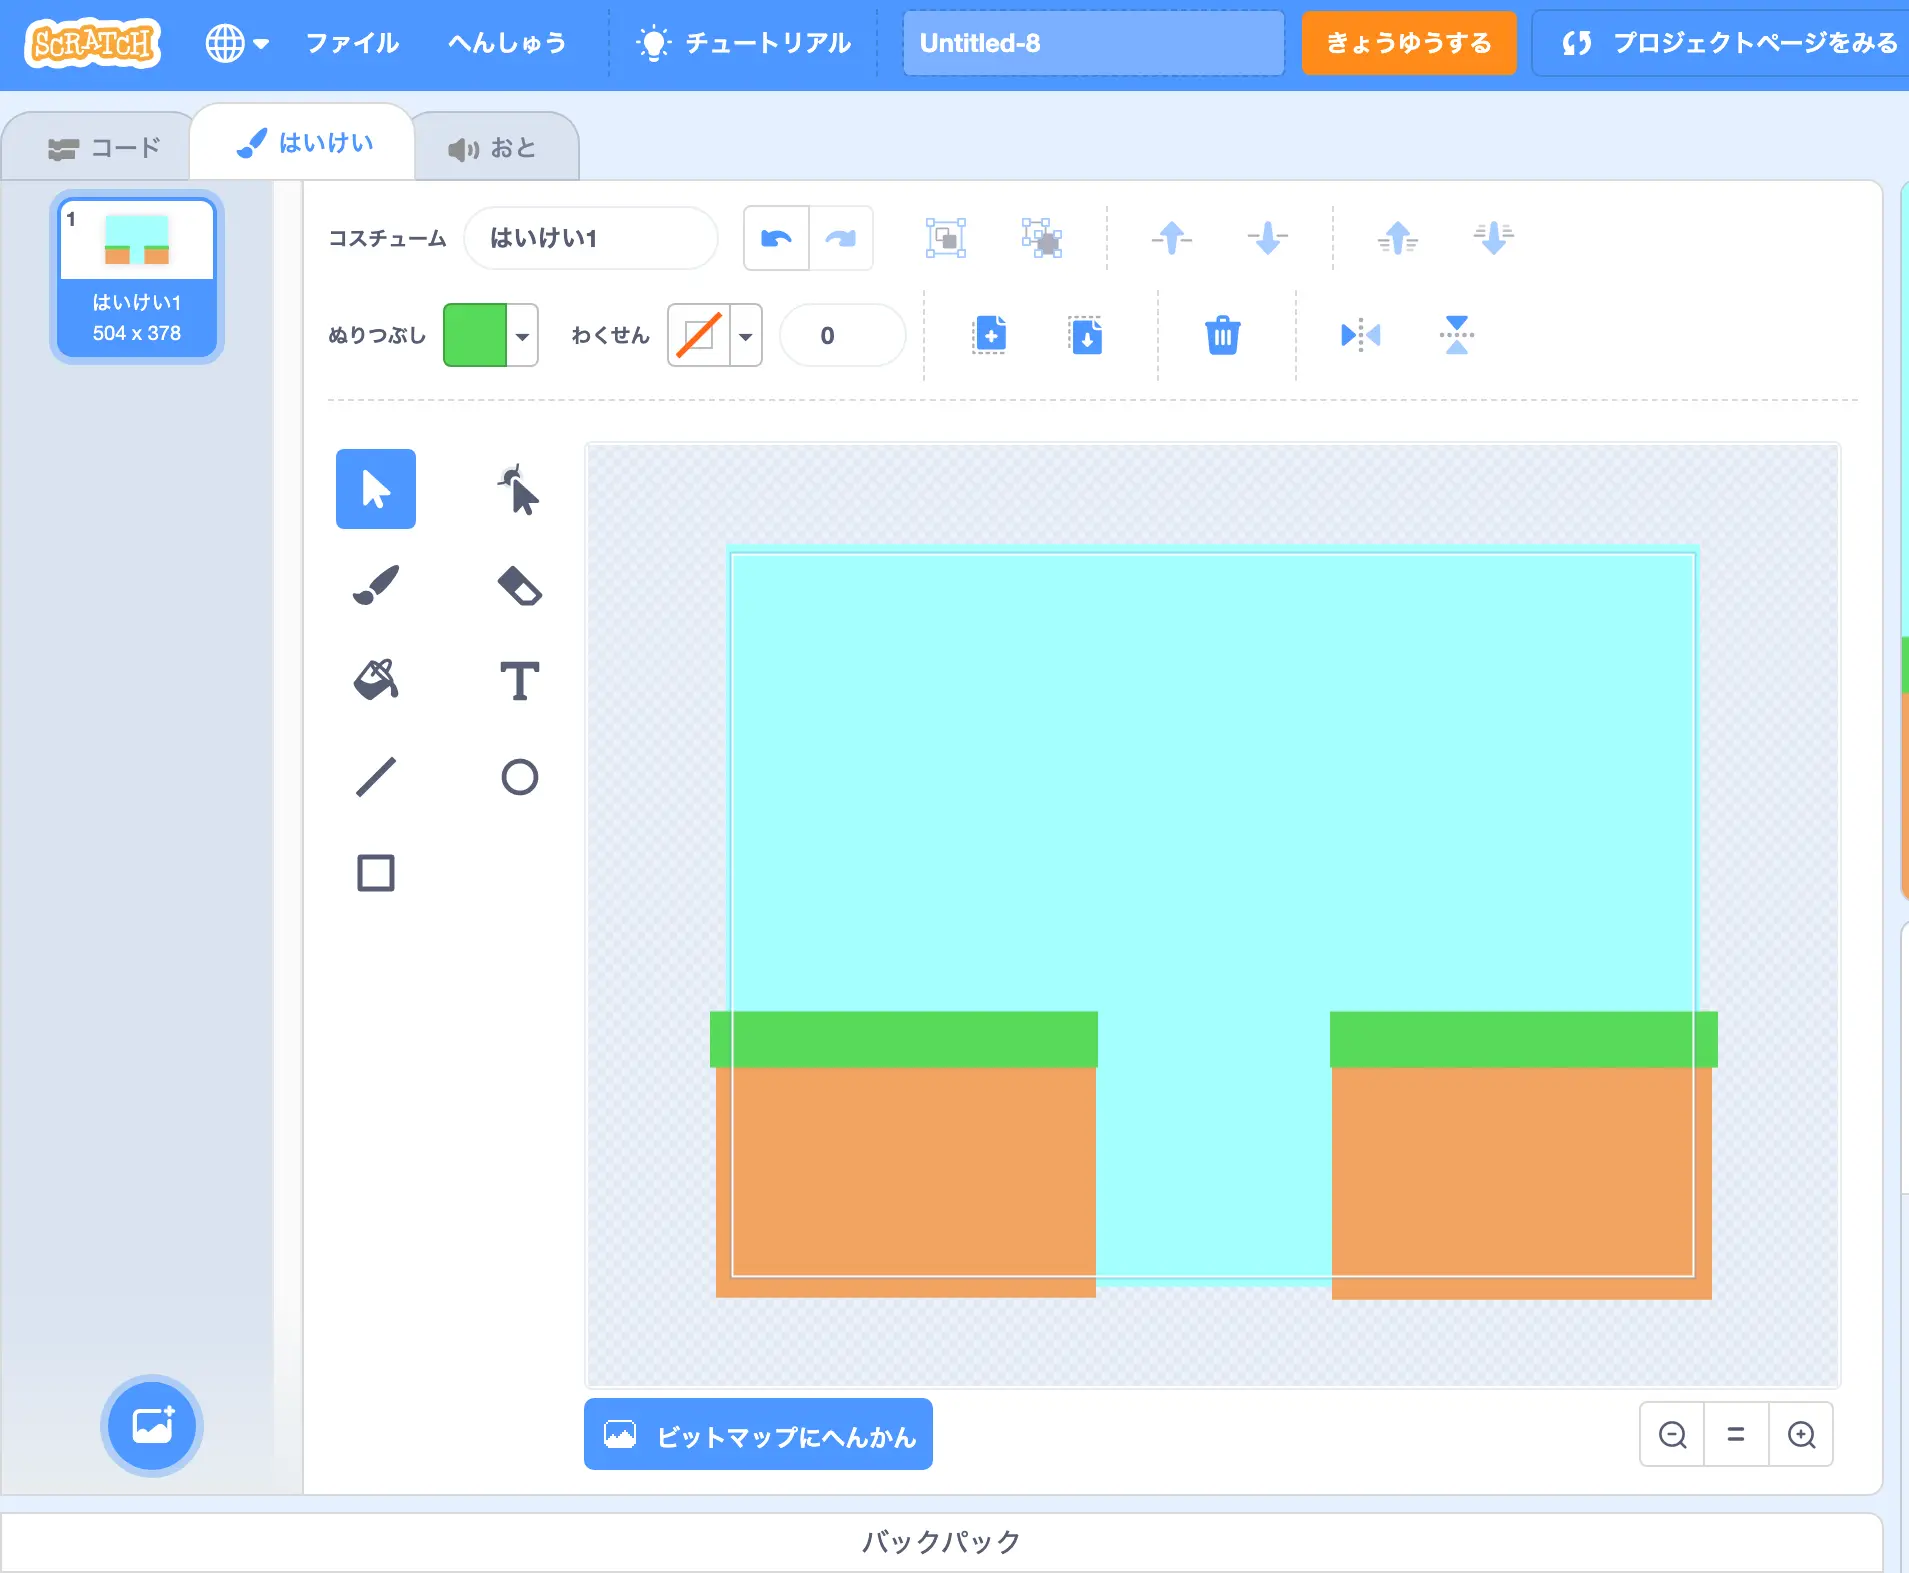 SCRATCH ファイル へんしゅう チュートリアル Untitled-8 きょうゆうする プロジェクトページをみる
コード はいけい おと
1
はいけい1
504 x 378
コスチューム はいけい1
ぬりつぶし わくせん 0
T
ビットマップにへんかん
バックパック